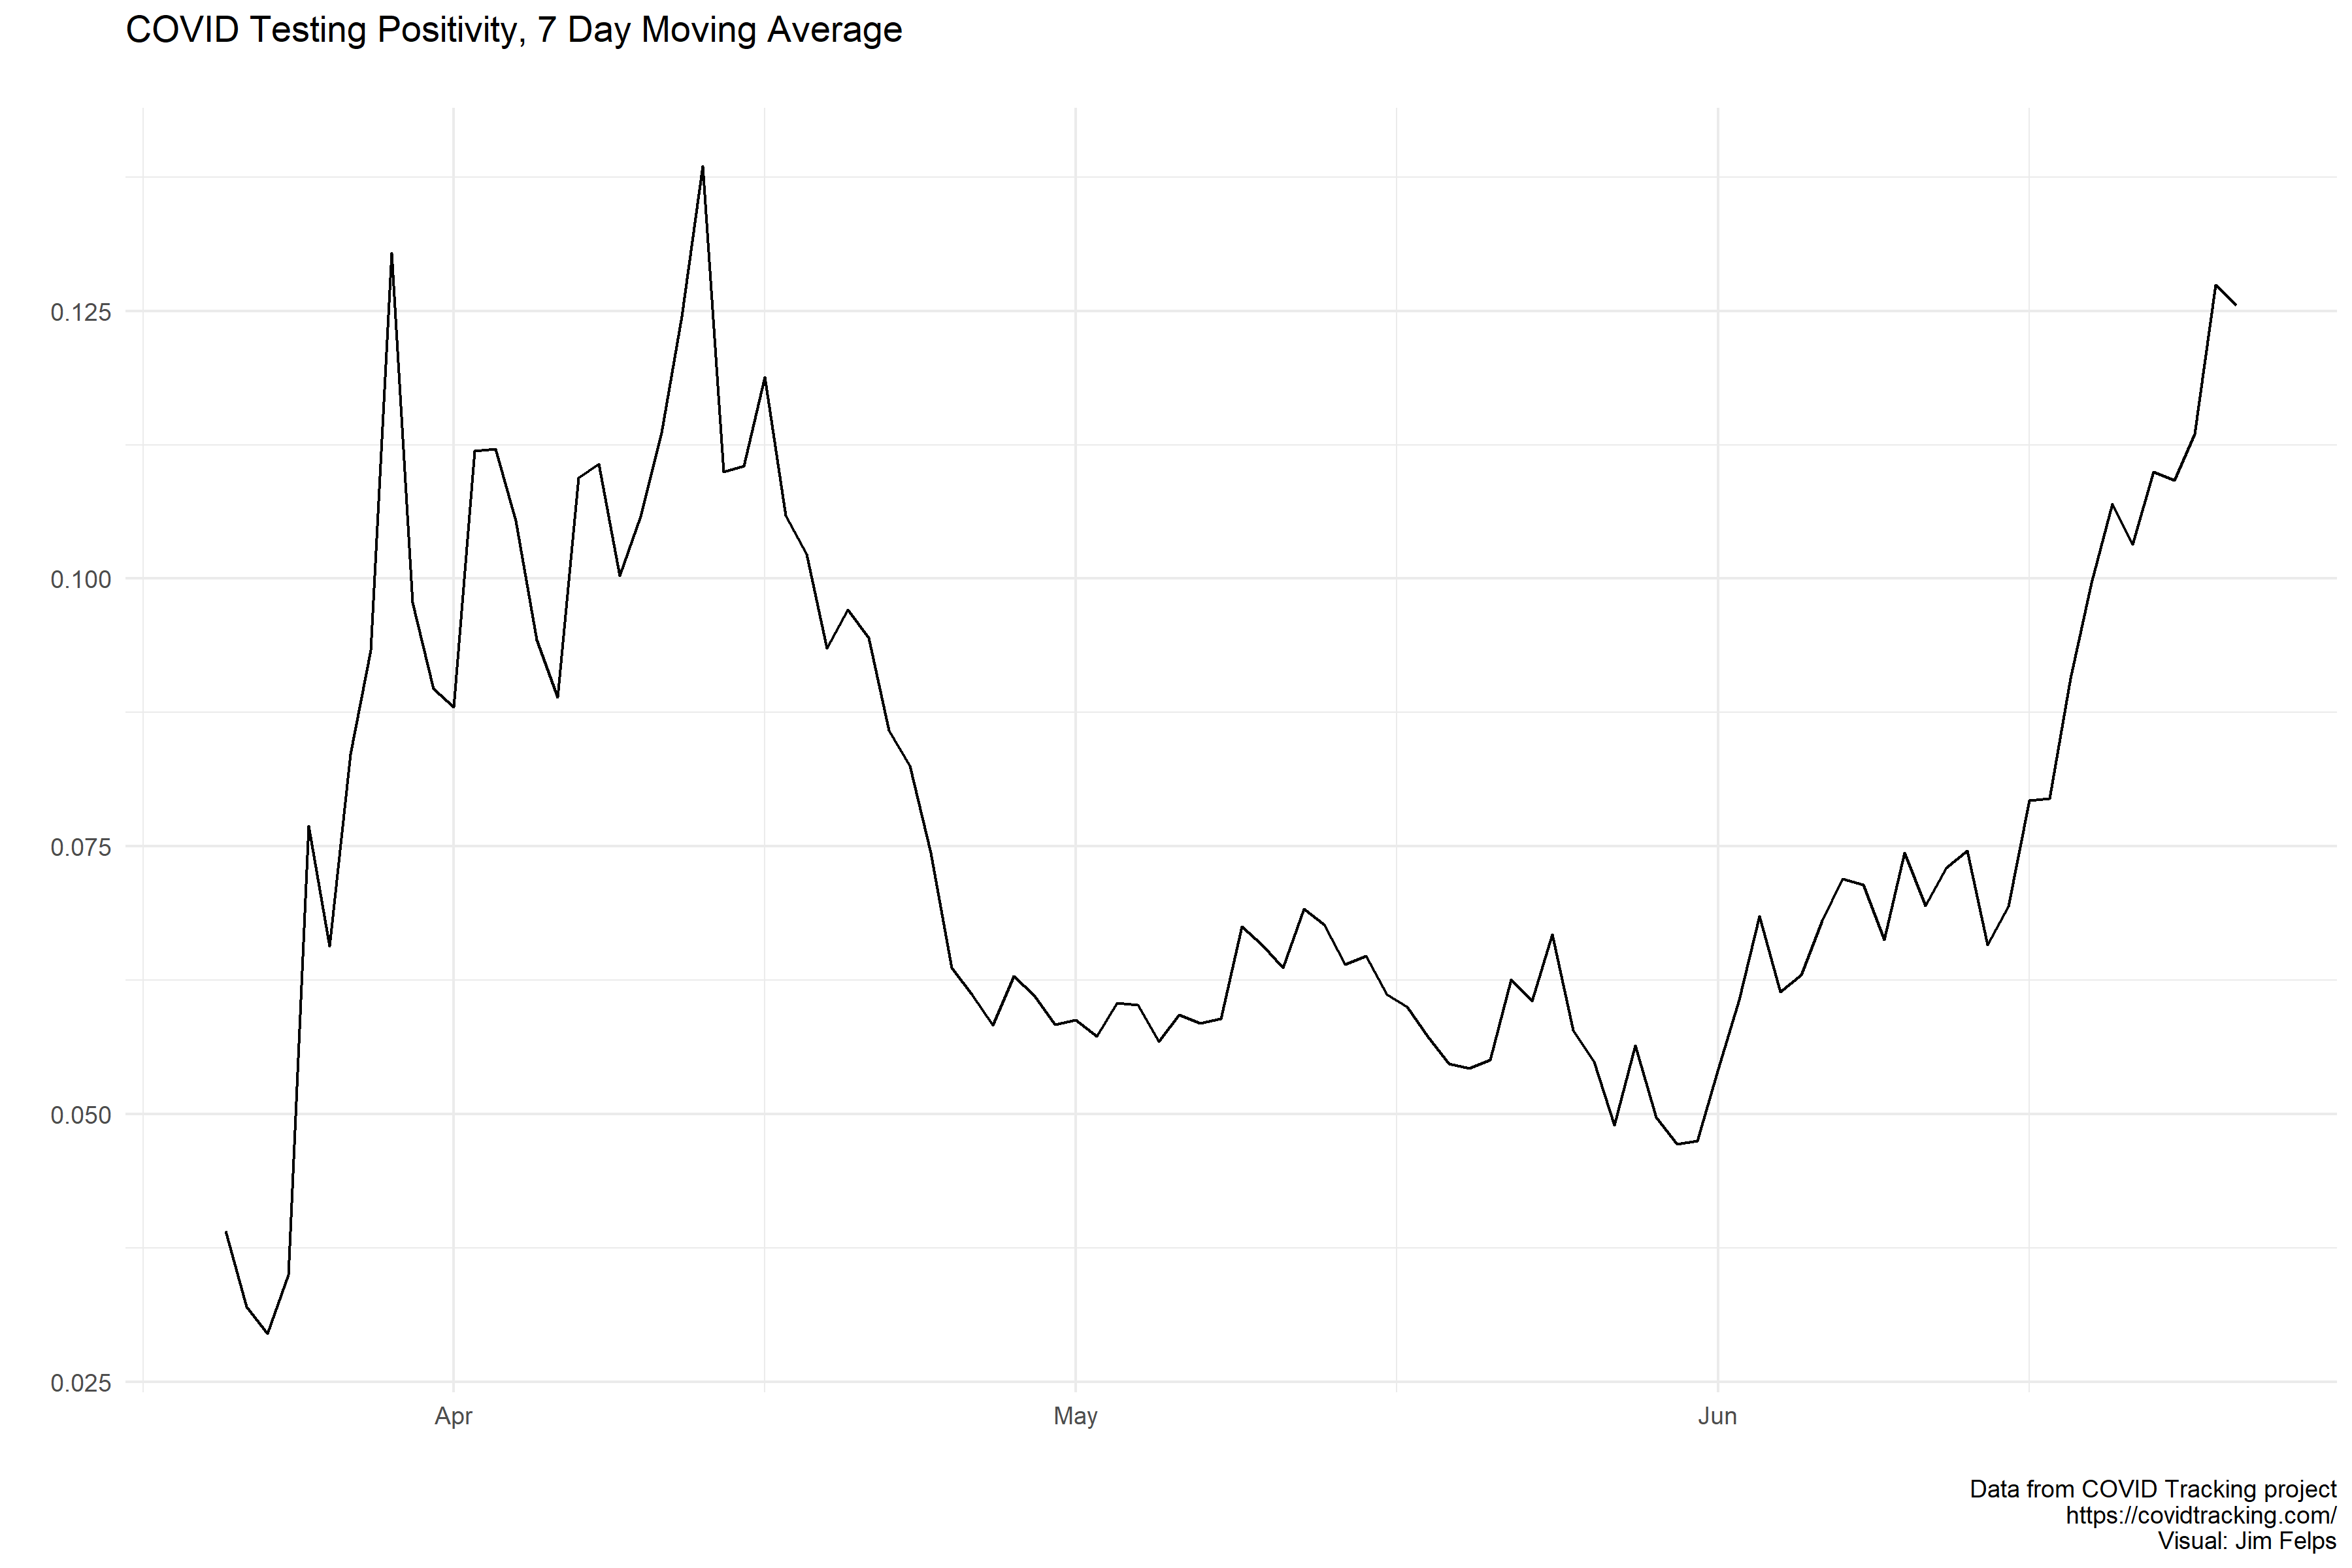 COVID Testing Positivity, 7 Day Moving Average
0.125
0.100
0.075
0.050
0.025
Apr
May
Jun
Data from COVID Tracking project
https://covidtracking.com/
Visual: Jim Felps